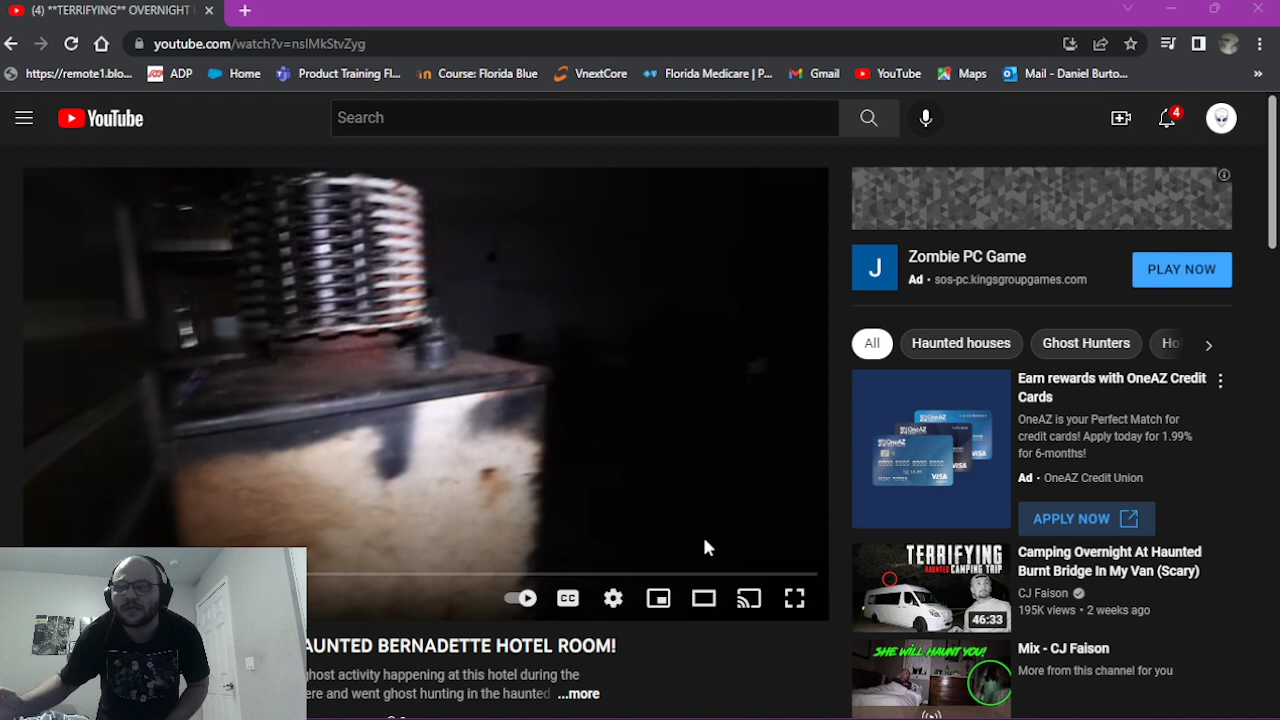 (4) **TERRIFYING** OVERNIGHT
youtube.com/watch?v=nslMkStvZyg
https://remote1.blo...
ADP
Home
Product Training Fl...
Course: Florida Blue
VnextCore
Florida Medicare | P...
Gmail
YouTube
Maps
Mail - Daniel Burto...
»
YouTube
Search
4
J
Zombie PC Game
Ad • sos-pc.kingsgroupgames.com
PLAY NOW
All
Haunted houses
Ghost Hunters
Ho
Earn rewards with OneAZ Credit
Cards
OneAZ is your Perfect Match for
credit cards! Apply today for 1.99%
for 6-months!
Ad • OneAZ Credit Union
APPLY NOW
TERRIFYING
HAUNTED CAMPING TRIP
46:33
Camping Overnight At Haunted
Burnt Bridge In My Van (Scary)
CJ Faison
195K views • 2 weeks ago
SHE WILL HAUNT YOU!
Mix - CJ Faison
More from this channel for you
CC
AUNTED BERNADETTE HOTEL ROOM!
ghost activity happening at this hotel during the
ere and went ghost hunting in the haunted ...more